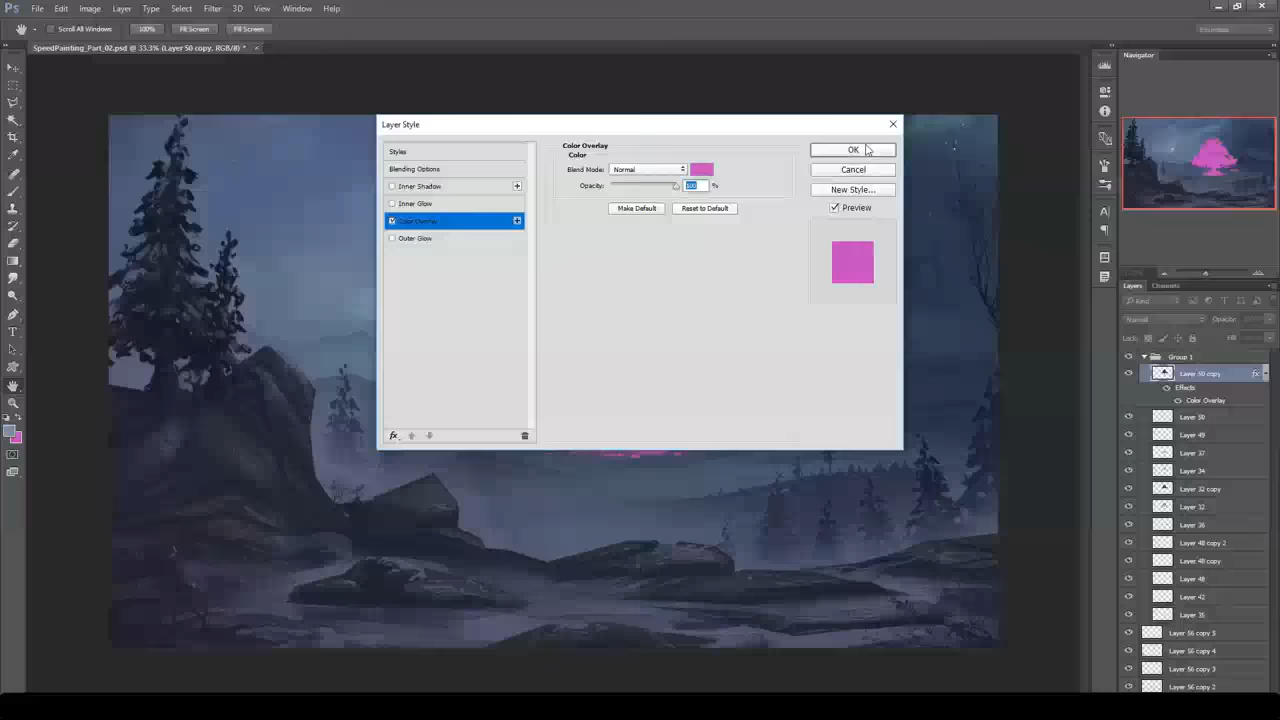 Ps File Edit Image Layer Type Select Filter 3D View Window Help
Scroll All Windows 100% Fill Screen Fill Screen Essentials
SpeedPainting_Part_02.psd @ 33.3% (Layer 50 copy, RGB/8) *
Navigator
Layer Style
Styles
Blending Options
Inner Shadow
Inner Glow
Color Overlay
Outer Glow
fx
Color Overlay
Color
Blend Mode: Normal
Opacity: 100 %
Make Default Reset to Default
OK
Cancel
New Style...
Preview
Layers Channels
Kind
Normal Opacity:
Lock: Fill
Group 1
Layer 50 copy fx
Effects
Color Overlay
Layer 50
Layer 49
Layer 37
Layer 34
Layer 32 copy
Layer 32
Layer 36
Layer 48 copy 2
Layer 48 copy
Layer 48
Layer 42
Layer 35
Layer 56 copy 5
Layer 56 copy 4
Layer 56 copy 3
Layer 56 copy 2